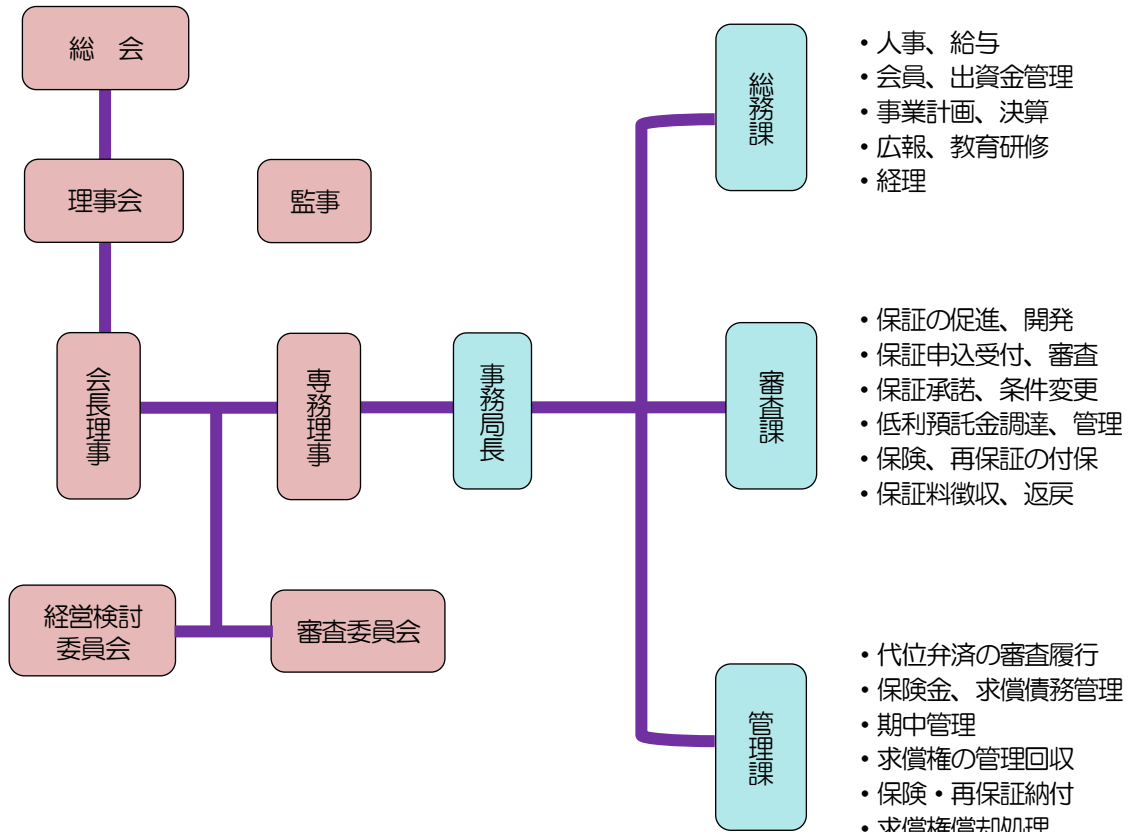 総 会
理事会
監事
会長理事
専務理事
事務局長
経営検討
委員会
審査委員会
総務課
・人事、給与
・会員、出資金管理
・事業計画、決算
・広報、教育研修
・経理
審査課
・保証の促進、開発
・保証申込受付、審査
・保証承諾、条件変更
・低利預託金調達、管理
・保険、再保証の付保
・保証料徴収、返戻
管理課
・代位弁済の審査履行
・保険金、求償債務管理
・期中管理
・求償権の管理回収
・保険・再保証納付
・求償権償却処理